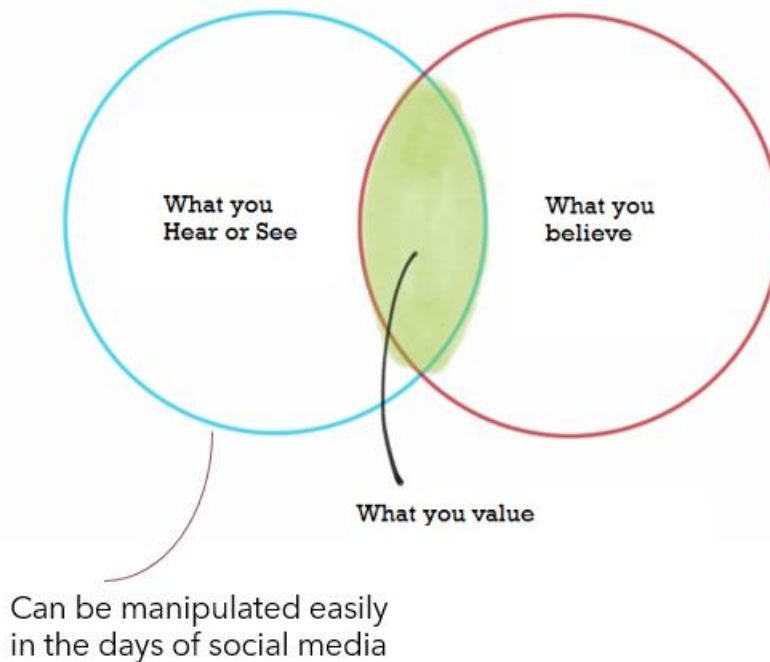 What you
Hear or See
What you
believe
What you value
Can be manipulated easily
in the days of social media